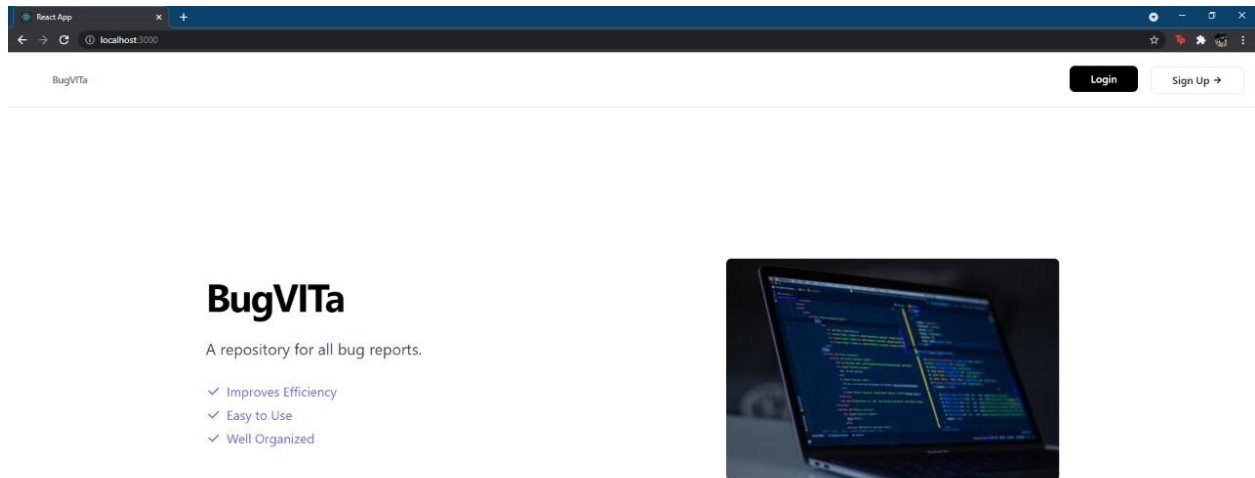 React App
localhost:3000
Tp
BugVITa
Login
Sign Up →
BugVITa
A repository for all bug reports.
✓ Improves Efficiency
✓ Easy to Use
✓ Well Organized